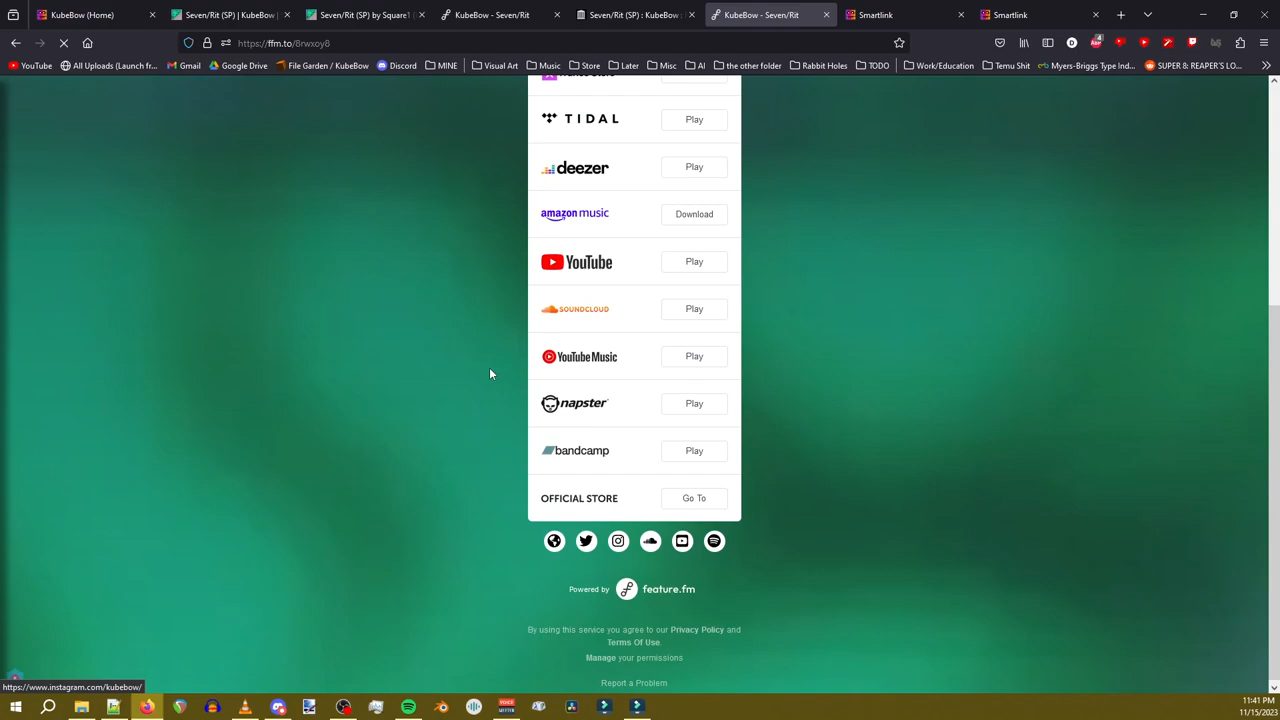 KubeBow (Home)
Seven/Rit (SP) | KubeBow
Seven/Rit (SP) by Square1
KubeBow - Seven/Rit
Seven/Rit (SP) - KubeBow
KubeBow - Seven/Rit
Smartlink
Smartlink
https://ffm.to/8rwxoy8
YouTube
All Uploads (Launch fr...
Gmail
Google Drive
File Garden / KubeBow
Discord
MINE
Visual Art
Music
Later
Misc
AI
the other folder
Rabbit Holes
TODO
Work/Education
Temu Shit
Myers-Briggs Type Ind...
SUPER & REAPER'S LO...
TIDAL Play
deezer Play
amazon music Download
YouTube Play
SOUNDCLOUD Play
YouTube Music Play
napster Play
bandcamp Play
OFFICIAL STORE Go To
Powered by feature.fm
By using this service you agree to our Privacy Policy and
Terms Of Use.
Manage your permissions
Report a Problem
https://www.instagram.com/kubebow/
11:41 PM
11/15/2023